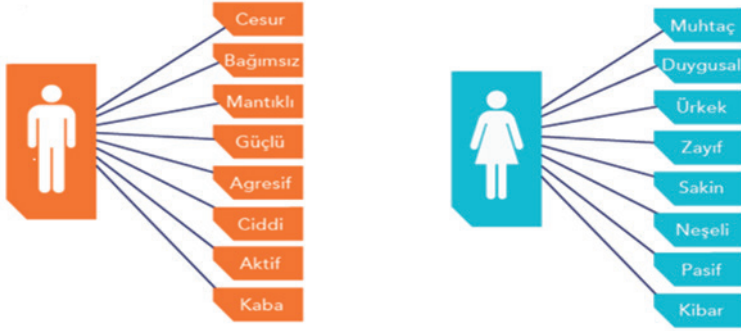 Cesur
Bağımsız
Mantıklı
Güçlü
Agresif
Ciddi
Aktif
Kaba
Muhtaç
Duygusal
Ürkek
Zayıf
Sakin
Neşeli
Pasif
Kibar